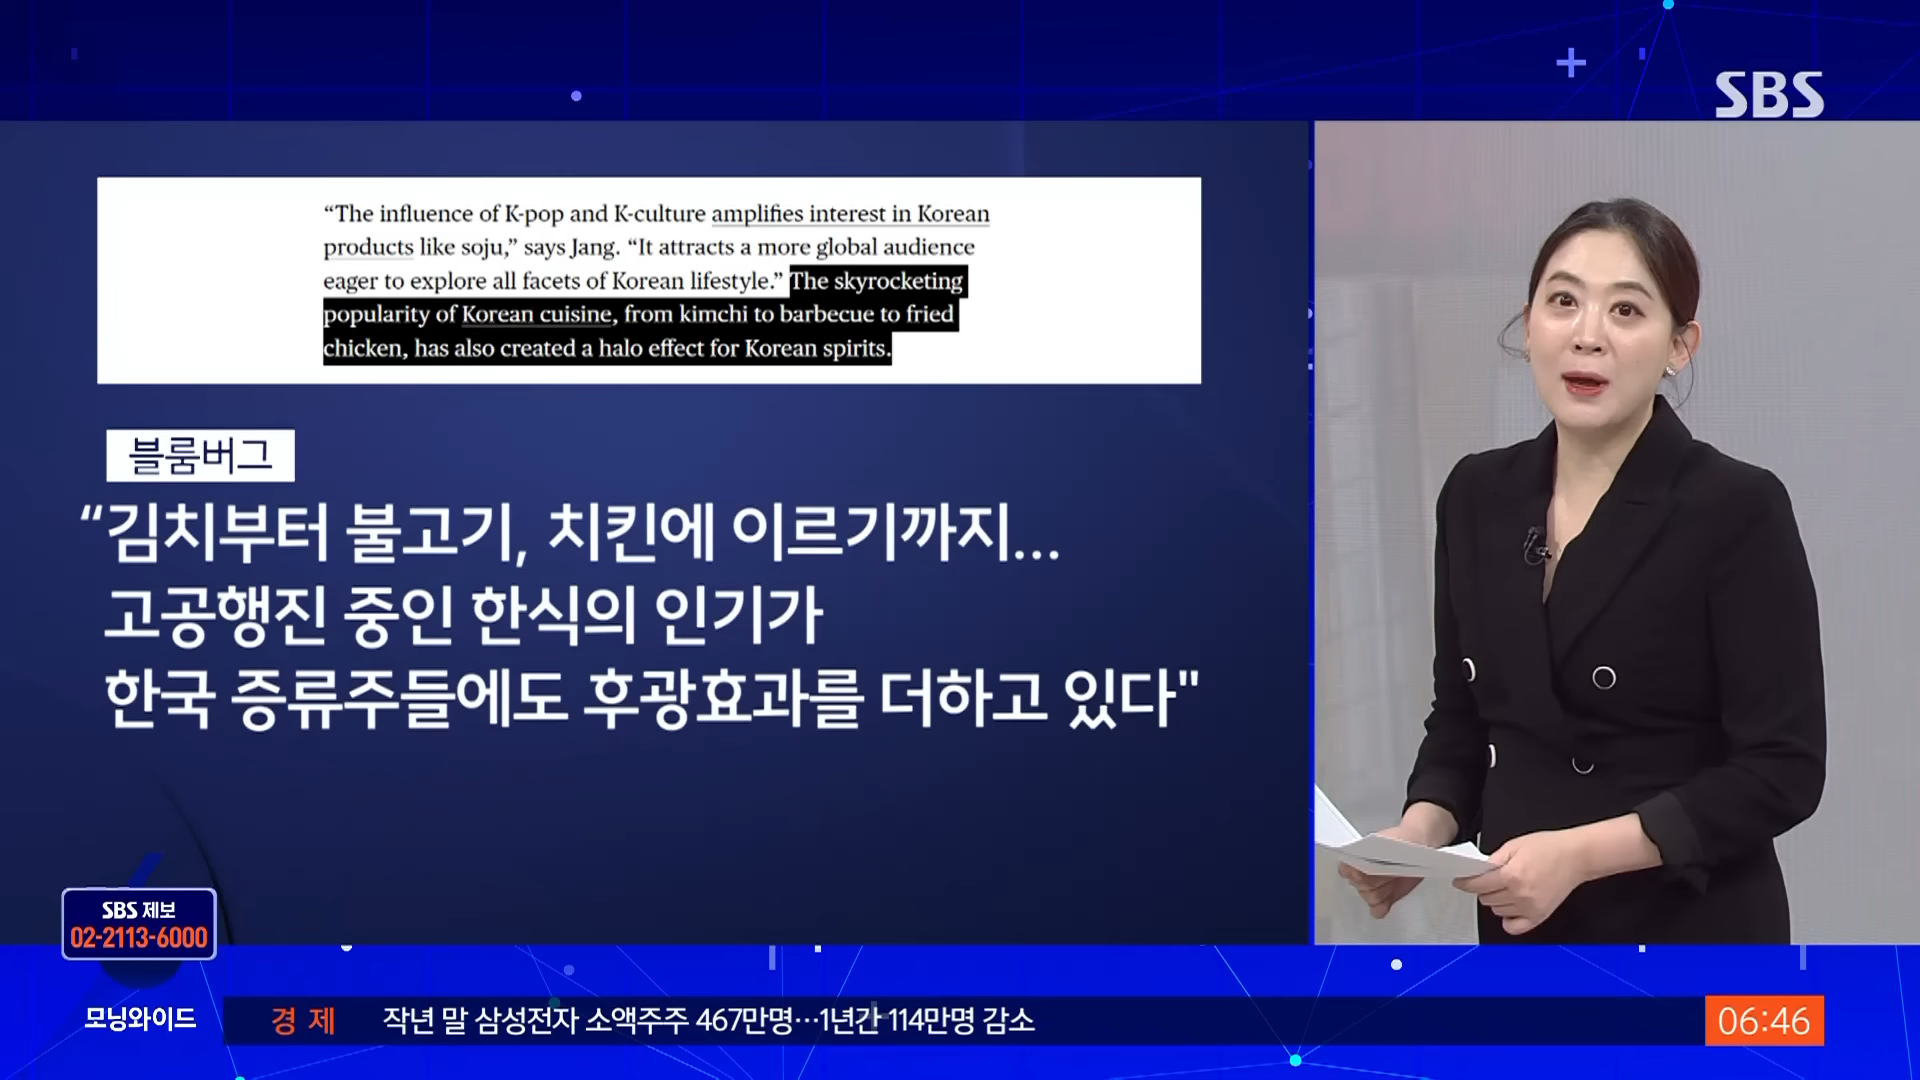 SBS
“The influence of K-pop and K-culture amplifies interest in Korean
products like soju,” says Jang. “It attracts a more global audience
eager to explore all facets of Korean lifestyle.” The skyrocketing
popularity of Korean cuisine, from kimchi to barbecue to fried
chicken, has also created a halo effect for Korean spirits.
블룸버그
“김치부터 불고기, 치킨에 이르기까지...
고공행진 중인 한식의 인기가
한국 증류주들에도 후광효과를 더하고 있다"
SBS 제보
02-2113-6000
모닝와이드
경 제
작년 말 삼성전자 소액주주 467만명…1년간 114만명 감소
06:46